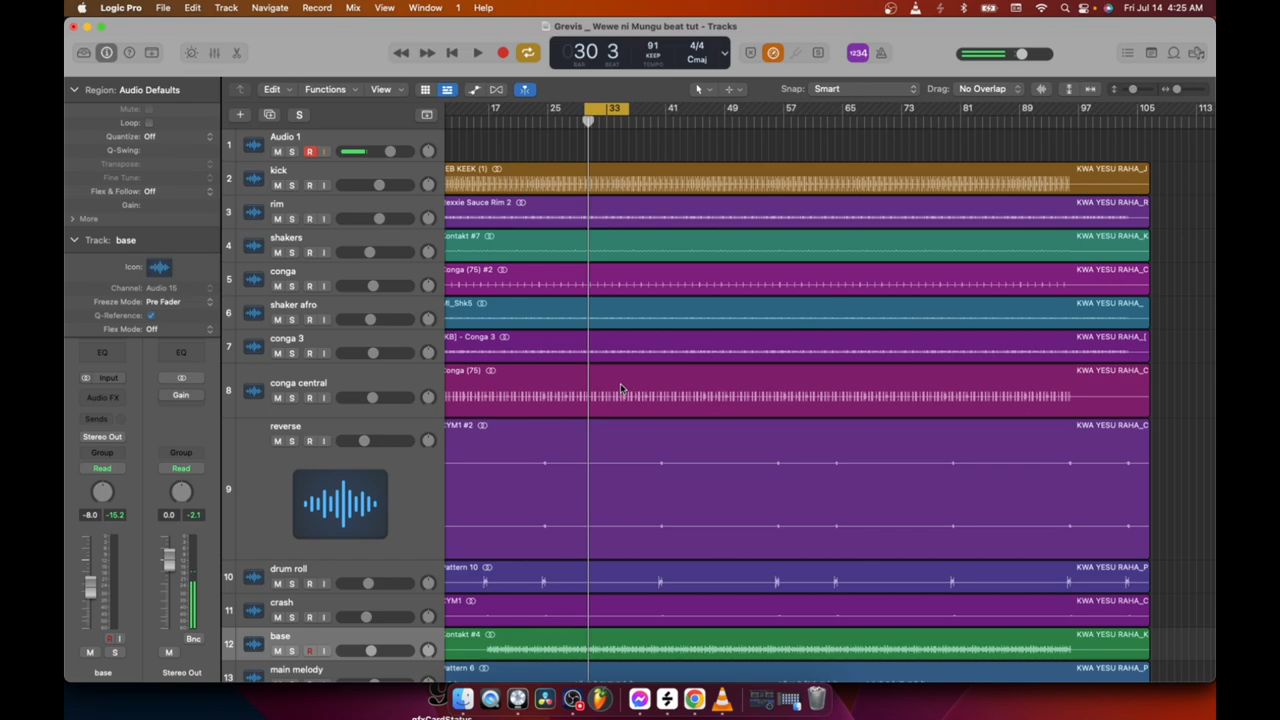 Logic Pro File Edit Track Navigate Record Mix View Window 1 Help Fri Jul 14 4:25 AM
Grevis _ Wewe ni Mungu beat tut - Tracks
30 3 91 4/4
KEEP Cmaj
BAR BEAT TEMPO
1234
Region: Audio Defaults
Edit Functions View Snap: Smart Drag: No Overlap
Mute:
Loop:
Quantize: Off
Q-Swing:
Transpose:
Fine Tune:
Flex & Follow: Off
Gain:
More
Track: base
Icon:
Channel: Audio 15
Freeze Mode: Pre Fader
Q-Reference:
Flex Mode: Off
EQ EQ
Input
Audio FX Gain
Sends
Stereo Out
Group Group
Read Read
-8.0 -15.2 0.0 -2.1
R I Bnc
M S M
base Stereo Out
S
17 25 33 41 49 57 65 73 81 89 97 105 113
1 Audio 1
M S R I
2 kick
M S R I
EB KEEK (1) KWA YESU RAHA_J
3 rim
M S R I
exxie Sauce Rim 2 KWA YESU RAHA_R
4 shakers
M S R I
ontakt #7 KWA YESU RAHA_K
5 conga
M S R I
onga (75) #2 KWA YESU RAHA_C
6 shaker afro
M S R I
_Shk5 KWA YESU RAHA_
7 conga 3
M S R I
KB] - Conga 3 KWA YESU RAHA_[
8 conga central
M S R I
onga (75) KWA YESU RAHA_C
9 reverse
M S R I
YM1 #2 KWA YESU RAHA_C
10 drum roll
M S R I
attern 10 KWA YESU RAHA_P
11 crash
M S R I
YM1 KWA YESU RAHA_C
12 base
M S R I
ontakt #4 KWA YESU RAHA_K
13 main melody
attern 6 KWA YESU RAHA_P
gfxCardStatus